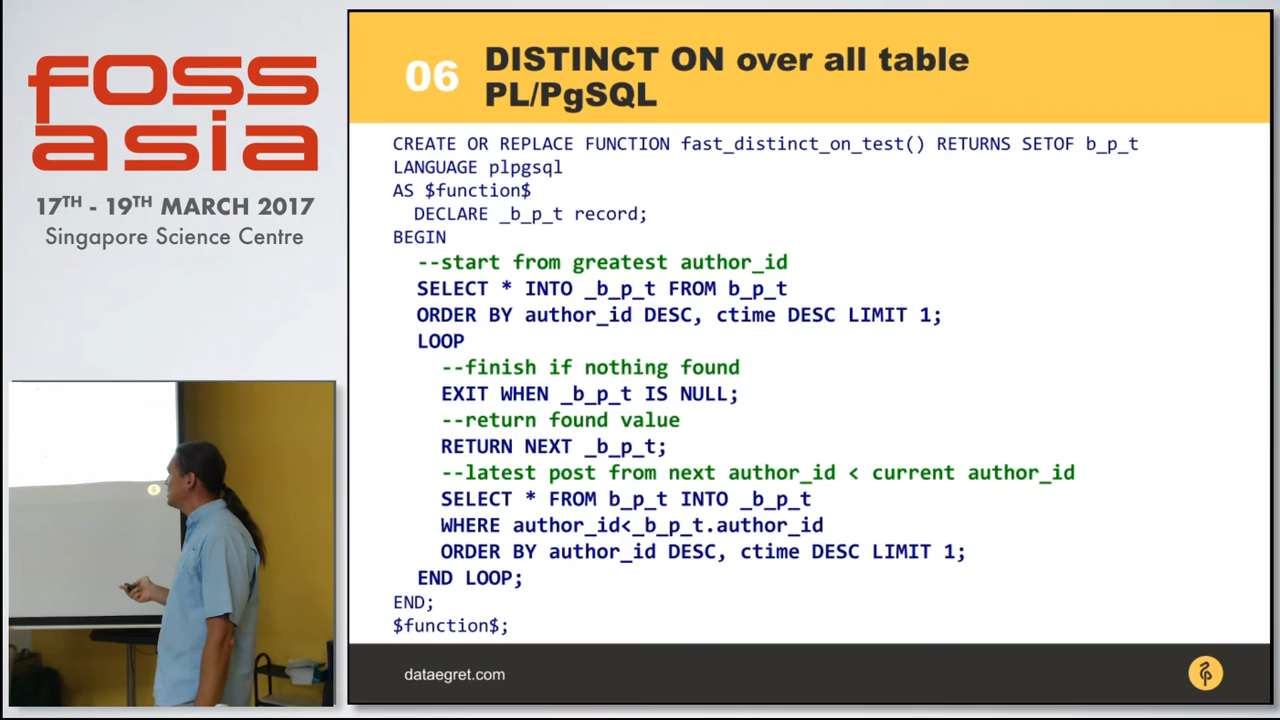 foss
asia
17TH - 19TH MARCH 2017
Singapore Science Centre
06
DISTINCT ON over all table
PL/PgSQL
CREATE OR REPLACE FUNCTION fast_distinct_on_test() RETURNS SETOF b_p_t
LANGUAGE plpgsql
AS $function$
  DECLARE _b_p_t record;
BEGIN
  --start from greatest author_id
  SELECT * INTO _b_p_t FROM b_p_t
  ORDER BY author_id DESC, ctime DESC LIMIT 1;
  LOOP
    --finish if nothing found
    EXIT WHEN _b_p_t IS NULL;
    --return found value
    RETURN NEXT _b_p_t;
    --latest post from next author_id < current author_id
    SELECT * FROM b_p_t INTO _b_p_t
    WHERE author_id<_b_p_t.author_id
    ORDER BY author_id DESC, ctime DESC LIMIT 1;
  END LOOP;
END;
$function$;
dataegret.com